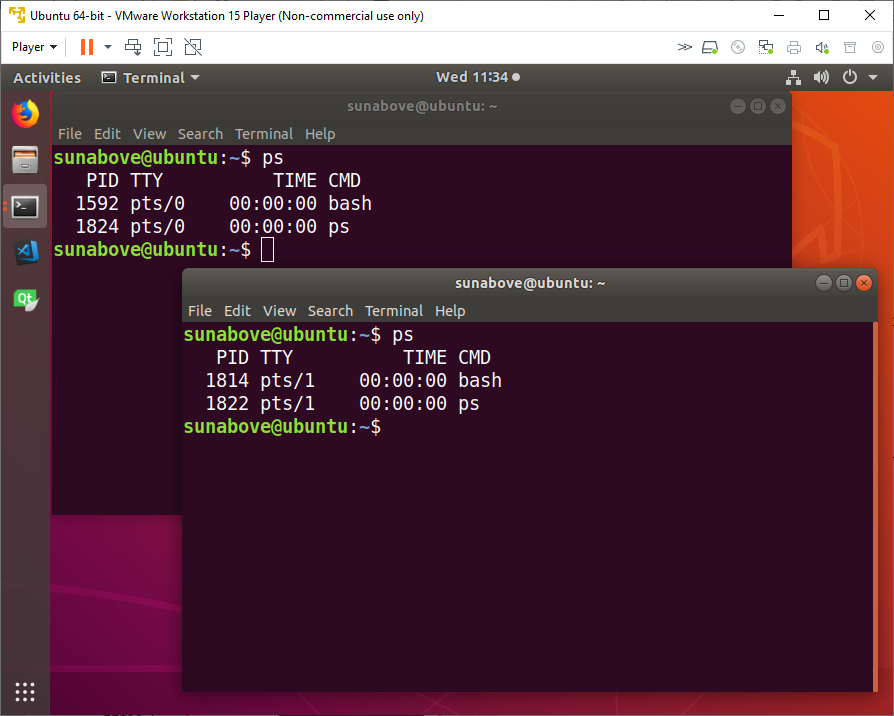 Ubuntu 64-bit - VMware Workstation 15 Player (Non-commercial use only)
Player
Activities Terminal Wed 11:34
sunabove@ubuntu: ~
File Edit View Search Terminal Help
sunabove@ubuntu:~$ ps
PID TTY TIME CMD
1592 pts/0 00:00:00 bash
1824 pts/0 00:00:00 ps
sunabove@ubuntu:~$
sunabove@ubuntu: ~
File Edit View Search Terminal Help
sunabove@ubuntu:~$ ps
PID TTY TIME CMD
1814 pts/1 00:00:00 bash
1822 pts/1 00:00:00 ps
sunabove@ubuntu:~$
Qt